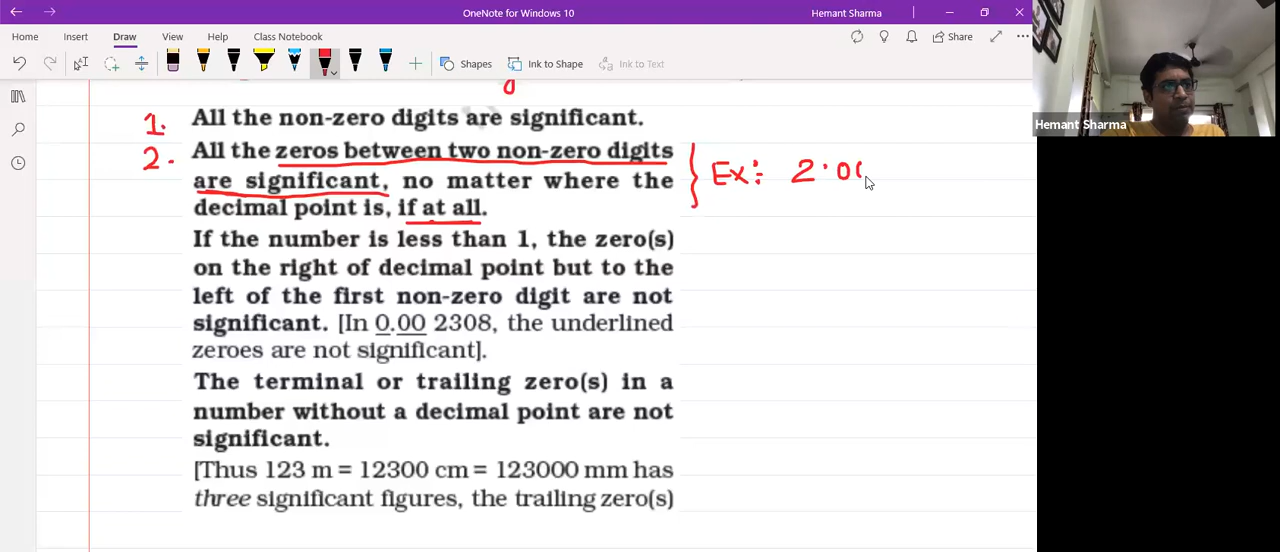 OneNote for Windows 10
Hemant Sharma
Home Insert Draw View Help Class Notebook
Share
Shapes Ink to Shape Ink to Text
Hemant Sharma
1. All the non-zero digits are significant.
2. All the zeros between two non-zero digits
are significant, no matter where the
decimal point is, if at all.
Ex: 2.00
If the number is less than 1, the zero(s)
on the right of decimal point but to the
left of the first non-zero digit are not
significant. [In 0.00 2308, the underlined
zeroes are not significant].
The terminal or trailing zero(s) in a
number without a decimal point are not
significant.
[Thus 123 m = 12300 cm = 123000 mm has
three significant figures, the trailing zero(s)